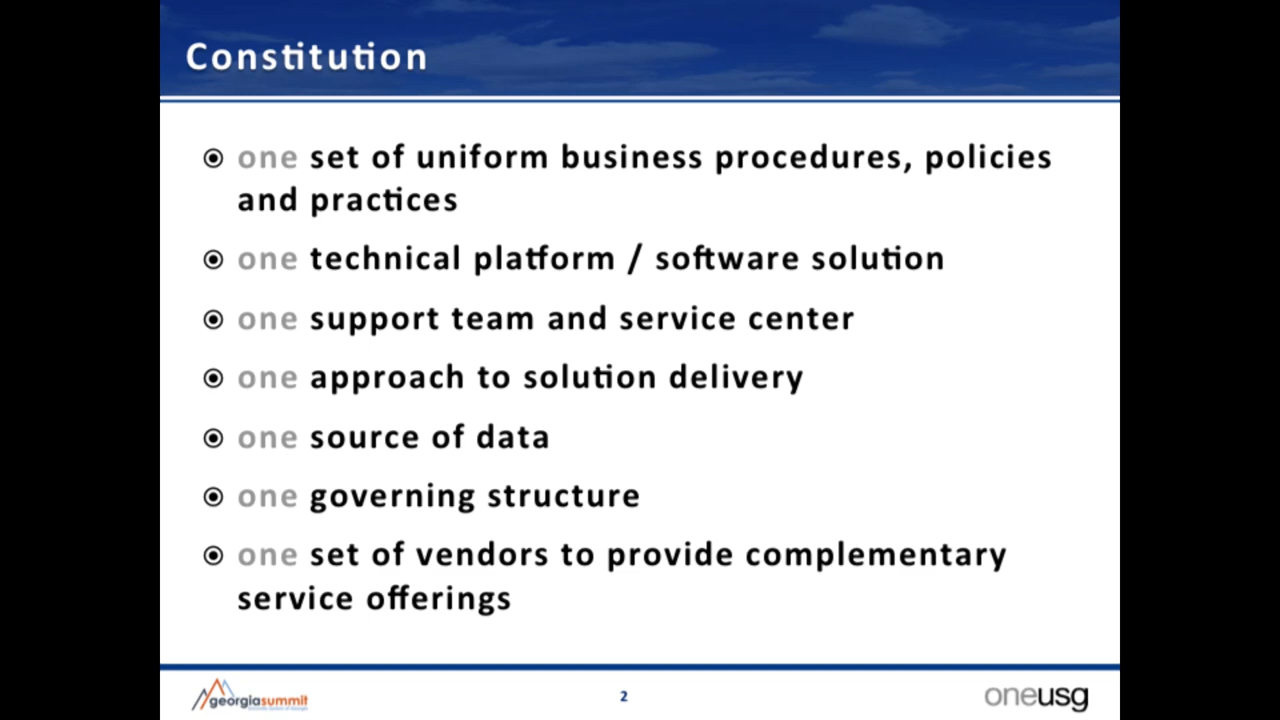 Constitution
one set of uniform business procedures, policies
and practices
one technical platform / software solution
one support team and service center
one approach to solution delivery
one source of data
one governing structure
one set of vendors to provide complementary
service offerings
georgiasummit
2
oneusg